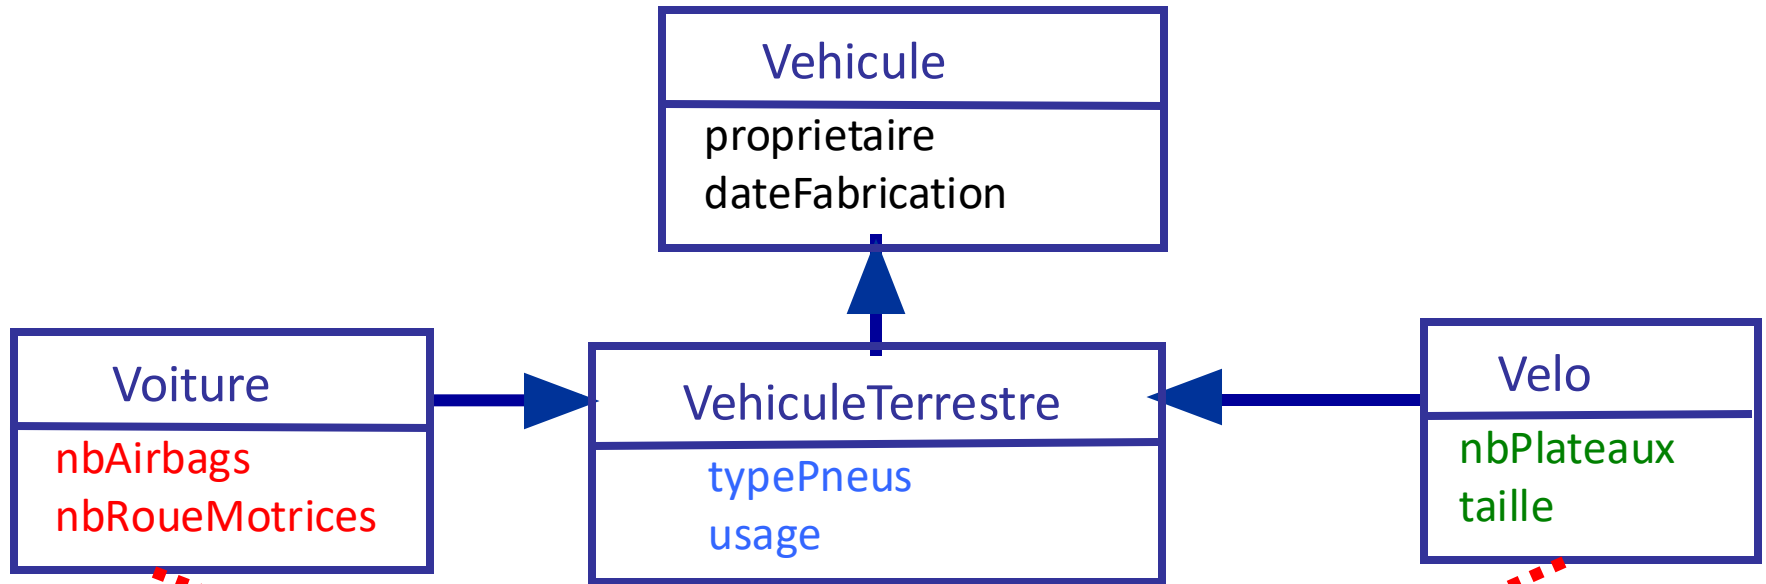 Vehicule
proprietaire
dateFabrication
Voiture
nbAirbags
nbRoueMotrices
VehiculeTerrestre
typePneus
usage
Velo
nbPlateaux
taille